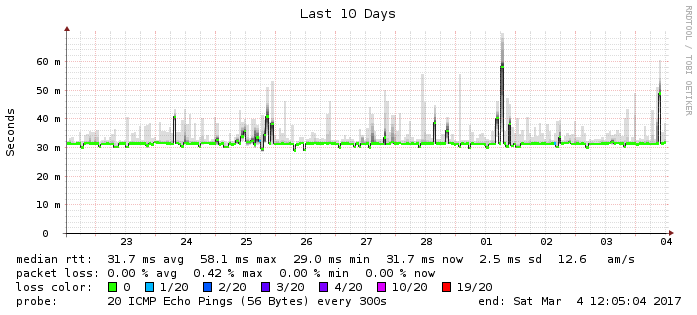 Last 10 Days
RRDTOOL / TOBI OETIKER
Seconds
60 m
50 m
40 m
30 m
20 m
10 m
0
23 24 25 26 27 28 01 02 03 04
median rtt: 31.7 ms avg 58.1 ms max 29.0 ms min 31.7 ms now 2.5 ms sd 12.6 am/s
packet loss: 0.00 % avg 0.42 % max 0.00 % min 0.00 % now
loss color: 0 1/20 2/20 3/20 4/20 10/20 19/20
probe: 20 ICMP Echo Pings (56 Bytes) every 300s end: Sat Mar 4 12:05:04 2017